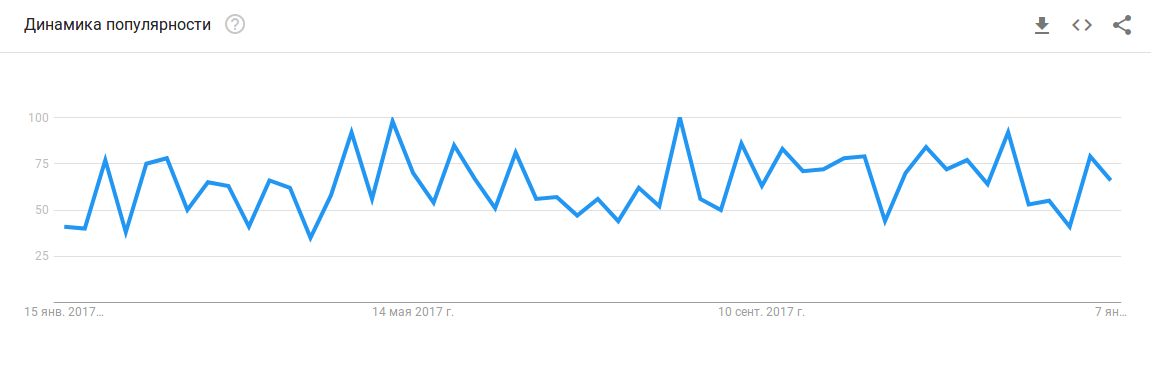 Динамика популярности
100
75
50
25
15 янв. 2017…
14 мая 2017 г.
10 сент. 2017 г.
7 ян…